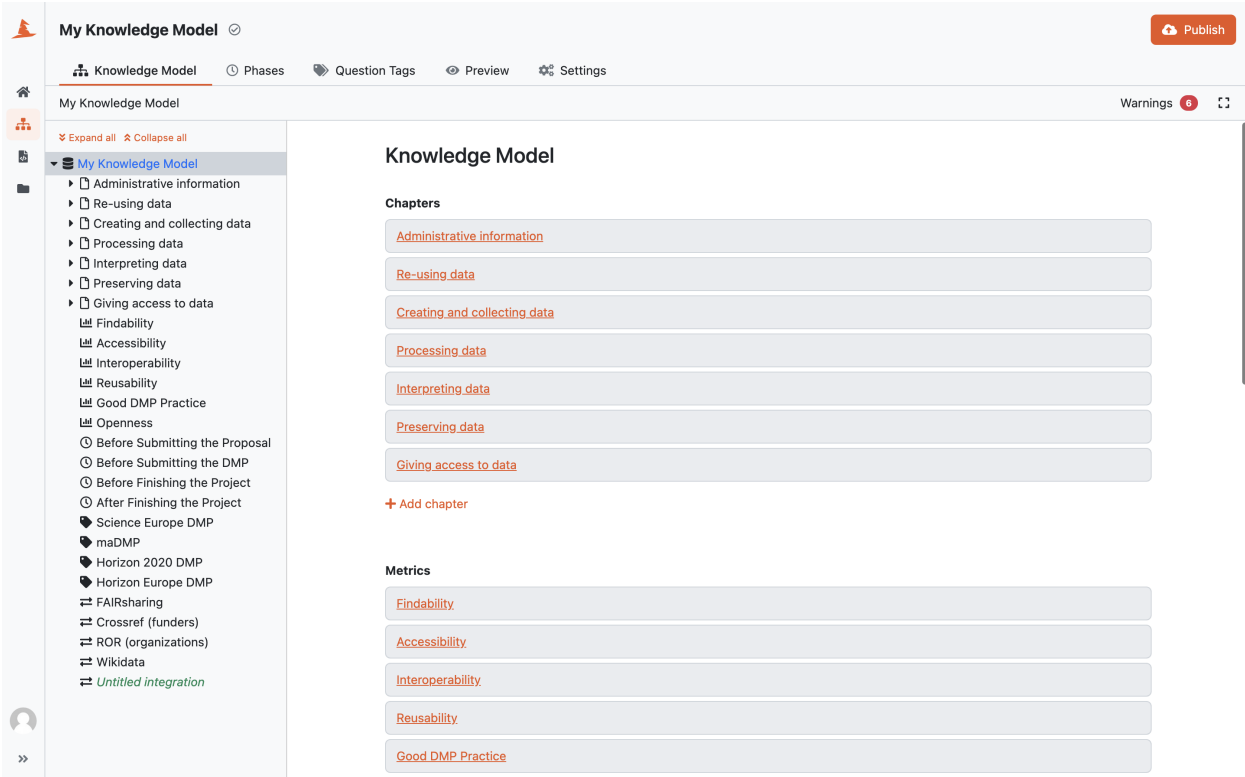 My Knowledge Model
Publish
Knowledge Model Phases Question Tags Preview Settings
My Knowledge Model
Warnings 6
Expand all Collapse all
My Knowledge Model
Administrative information
Re-using data
Creating and collecting data
Processing data
Interpreting data
Preserving data
Giving access to data
Findability
Accessibility
Interoperability
Reusability
Good DMP Practice
Openness
Before Submitting the Proposal
Before Submitting the DMP
Before Finishing the Project
After Finishing the Project
Science Europe DMP
maDMP
Horizon 2020 DMP
Horizon Europe DMP
FAIRsharing
Crossref (funders)
ROR (organizations)
Wikidata
Untitled integration
Knowledge Model
Chapters
Administrative information
Re-using data
Creating and collecting data
Processing data
Interpreting data
Preserving data
Giving access to data
Add chapter
Metrics
Findability
Accessibility
Interoperability
Reusability
Good DMP Practice